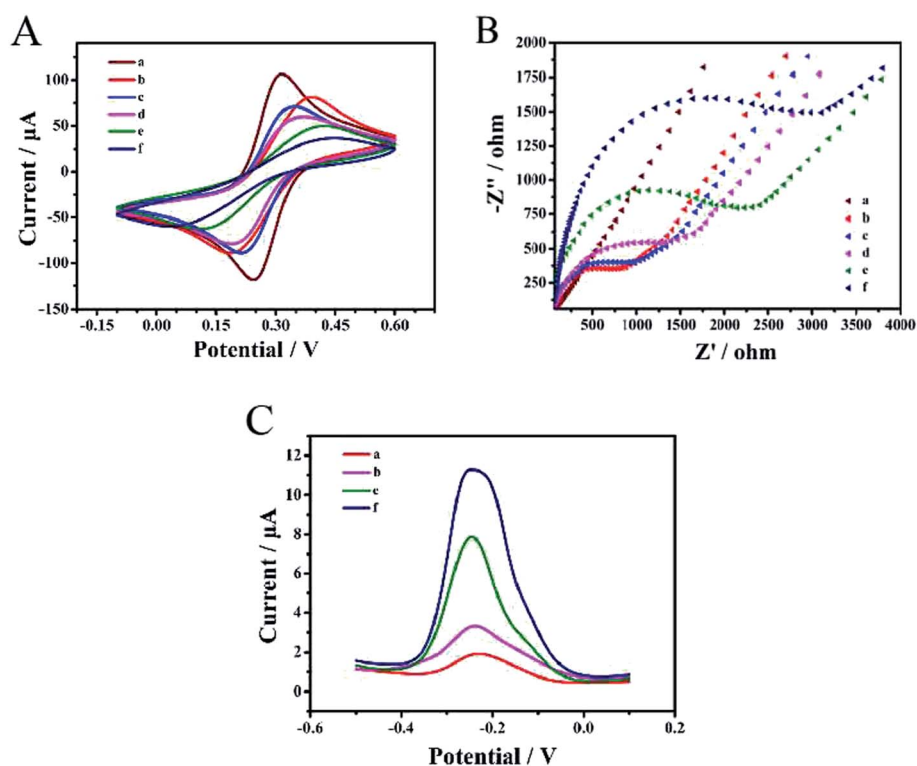 A
100
50
0
-50
-100
-150
Current / µA
a
b
c
d
e
f
-0.15
0.00
0.15
0.30
0.45
0.60
Potential / V
B
2000
1750
1500
1250
1000
750
500
250
-Z'' / ohm
a
b
c
d
e
f
500
1000
1500
2000
2500
3000
3500
4000
Z' / ohm
C
12
10
8
6
4
2
0
Current / µA
a
b
e
f
-0.6
-0.4
-0.2
0.0
0.2
Potential / V